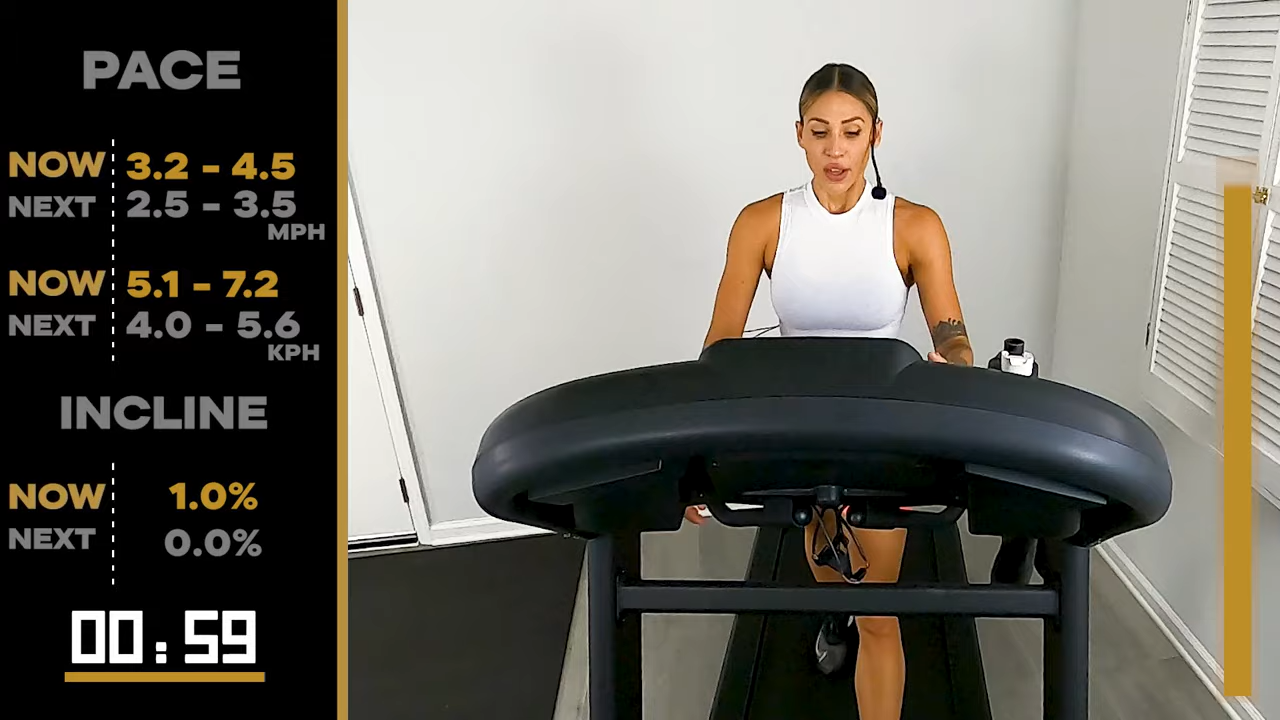 PACE
NOW 3.2 - 4.5
NEXT 2.5 - 3.5
MPH
NOW 5.1 - 7.2
NEXT 4.0 - 5.6
KPH
INCLINE
NOW 1.0%
NEXT 0.0%
00:59